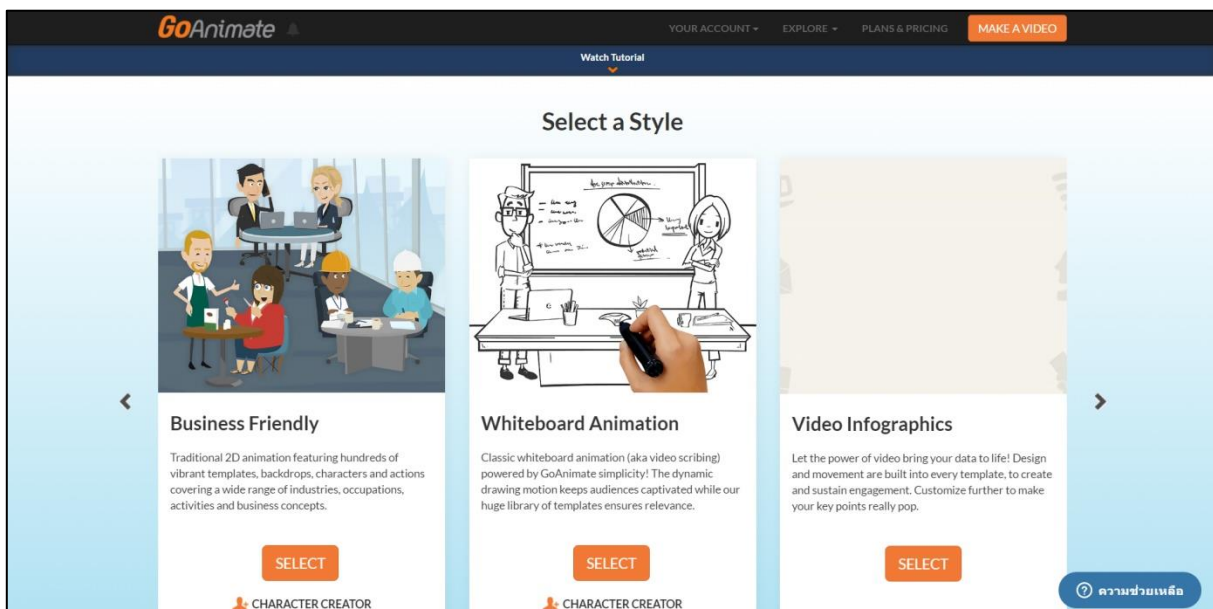 GoAnimate
YOUR ACCOUNT
EXPLORE
PLANS & PRICING
MAKE A VIDEO
Watch Tutorial
Select a Style
Business Friendly
Traditional 2D animation featuring hundreds of
vibrant templates, backdrops, characters and actions
covering a wide range of industries, occupations,
activities and business concepts.
SELECT
CHARACTER CREATOR
Whiteboard Animation
Classic whiteboard animation (aka video scribing)
powered by GoAnimate simplicity! The dynamic
drawing motion keeps audiences captivated while our
huge library of templates ensures relevance.
SELECT
CHARACTER CREATOR
Video Infographics
Let the power of video bring your data to life! Design
and movement are built into every template, to create
and sustain engagement. Customize further to make
your key points really pop.
SELECT
ความช่วยเหลือ